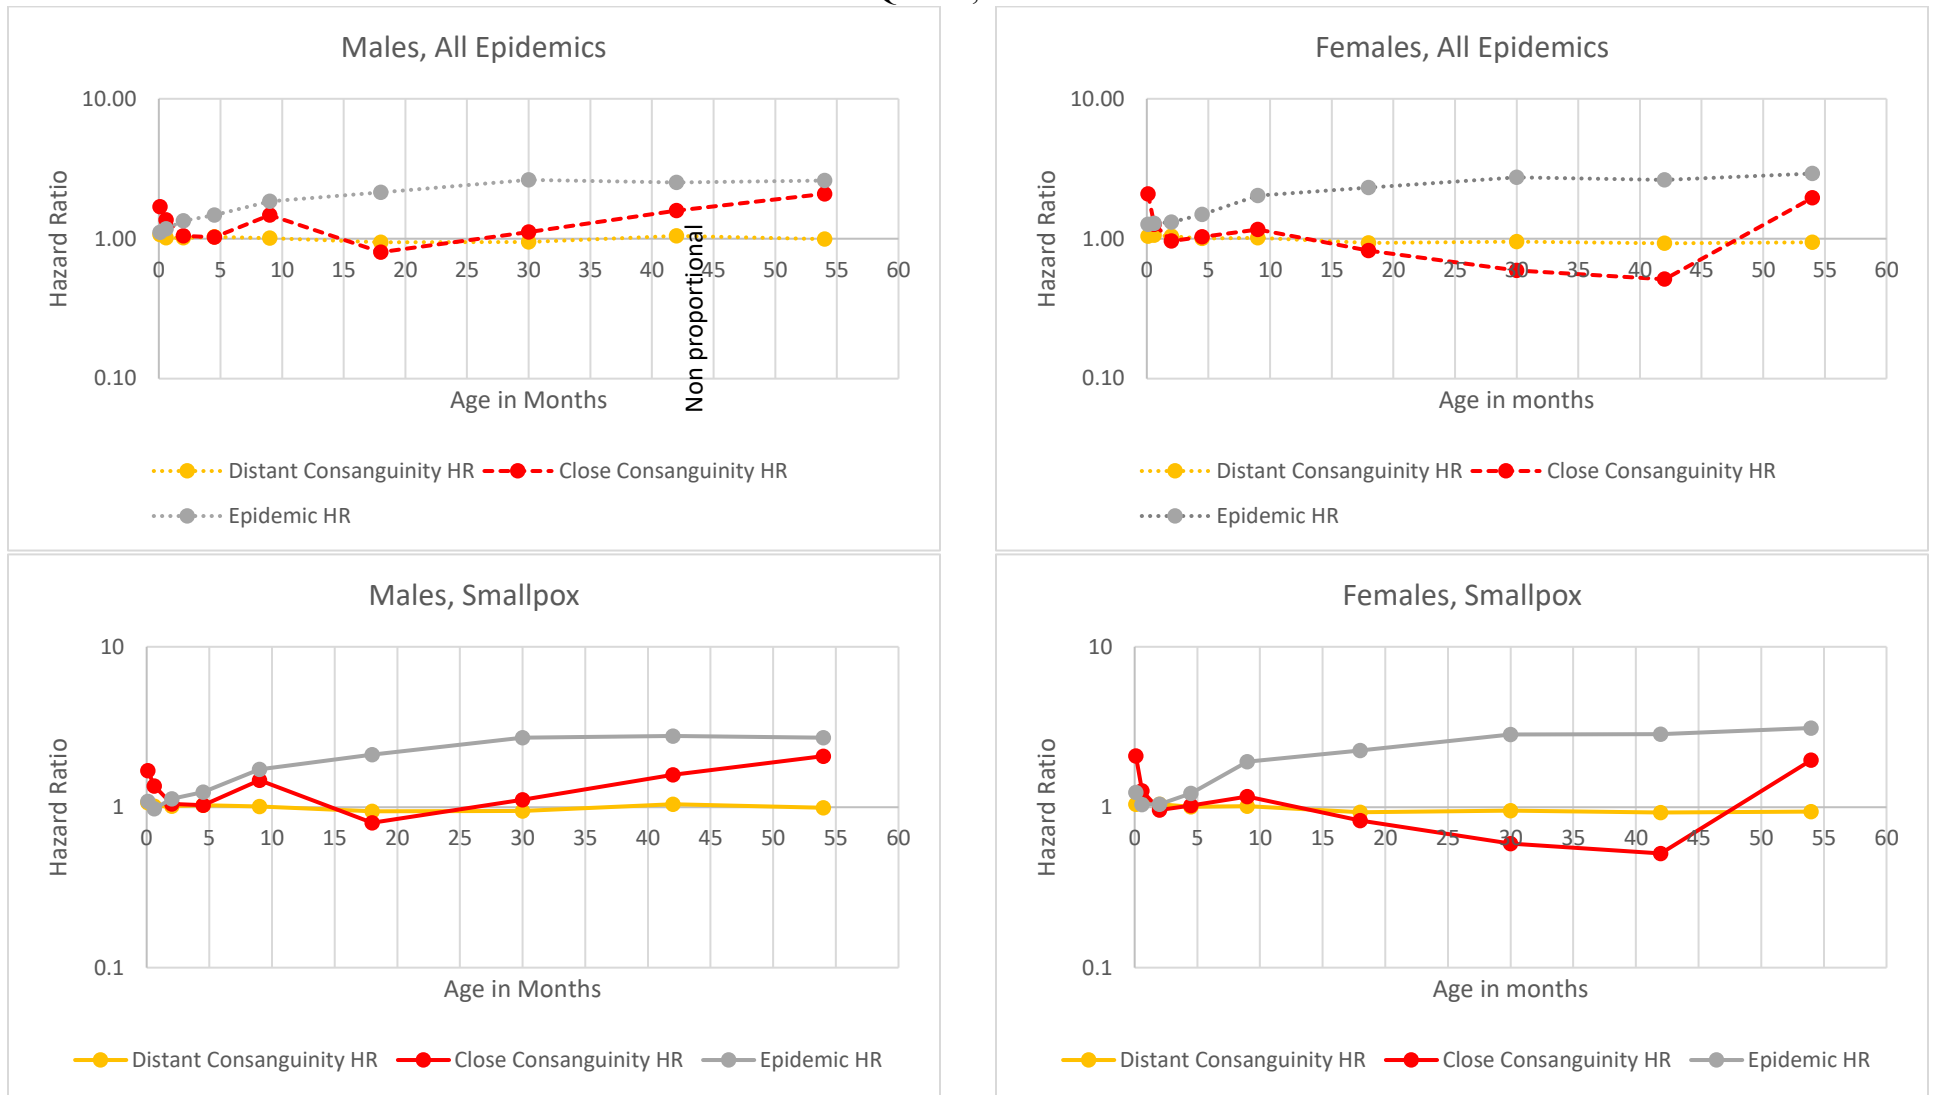 Males, All Epidemics
10.00
1.00
0.10
Hazard Ratio
0 5 10 15 20 25 30 35 40 45 50 55 60
Non proportional
Age in Months
Distant Consanguinity HR Close Consanguinity HR
Epidemic HR
Females, All Epidemics
10.00
1.00
0.10
Hazard Ratio
0 5 10 15 20 25 30 35 40 45 50 55 60
Age in months
Distant Consanguinity HR Close Consanguinity HR
Epidemic HR
Males, Smallpox
10
1
0.1
Hazard Ratio
0 5 10 15 20 25 30 35 40 45 50 55 60
Age in Months
Distant Consanguinity HR Close Consanguinity HR Epidemic HR
Females, Smallpox
10
1
0.1
Hazard Ratio
0 5 10 15 20 25 30 35 40 45 50 55 60
Age in months
Distant Consanguinity HR Close Consanguinity HR Epidemic HR